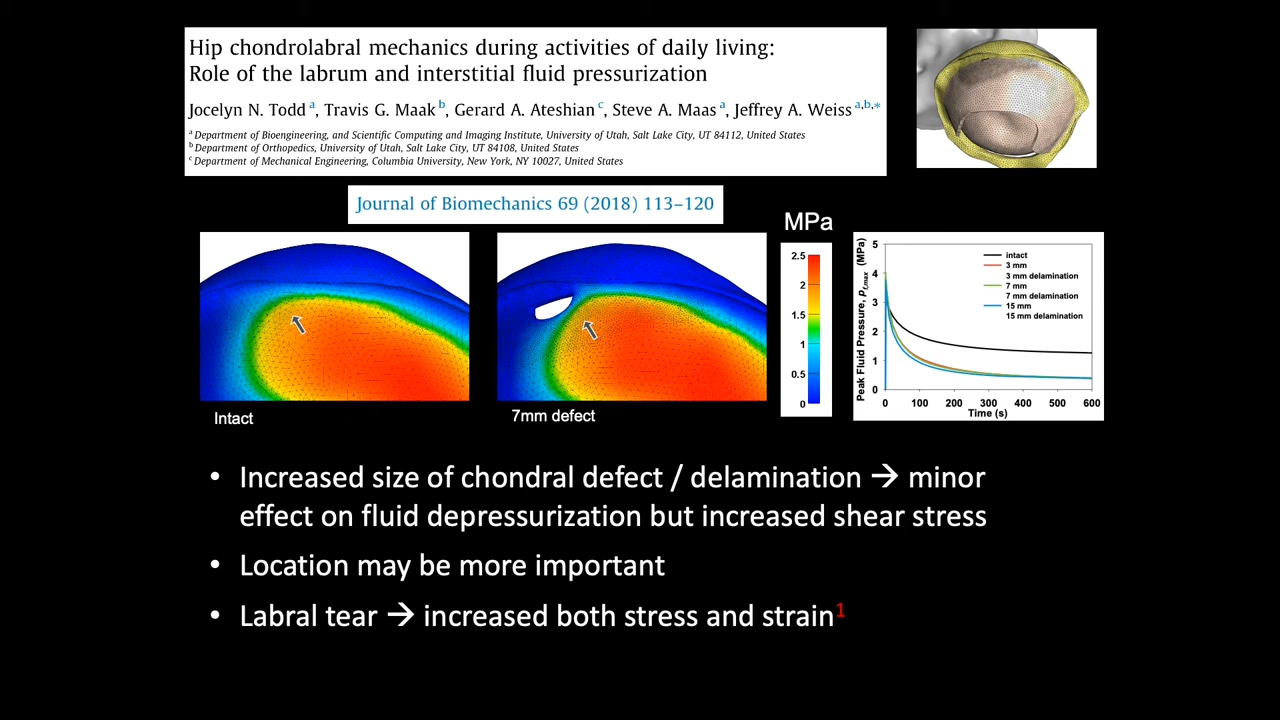 Hip chondrolabral mechanics during activities of daily living:
Role of the labrum and interstitial fluid pressurization
Jocelyn N. Todd a, Travis G. Maak b, Gerard A. Ateshian c, Steve A. Maas a, Jeffrey A. Weiss a,b,*
a Department of Bioengineering, and Scientific Computing and Imaging Institute, University of Utah, Salt Lake City, UT 84112, United States
b Department of Orthopedics, University of Utah, Salt Lake City, UT 84108, United States
c Department of Mechanical Engineering, Columbia University, New York, NY 10027, United States
Journal of Biomechanics 69 (2018) 113–120
Intact
7mm defect
MPa
2.5
2
1.5
1
0.5
0
Peak Fluid Pressure, pf,max (MPa)
5
4
3
2
1
0
intact
3 mm
3 mm delamination
7 mm
7 mm delamination
15 mm
15 mm delamination
0 100 200 300 400 500 600
Time (s)
• Increased size of chondral defect / delamination → minor
effect on fluid depressurization but increased shear stress
• Location may be more important
• Labral tear → increased both stress and strain1